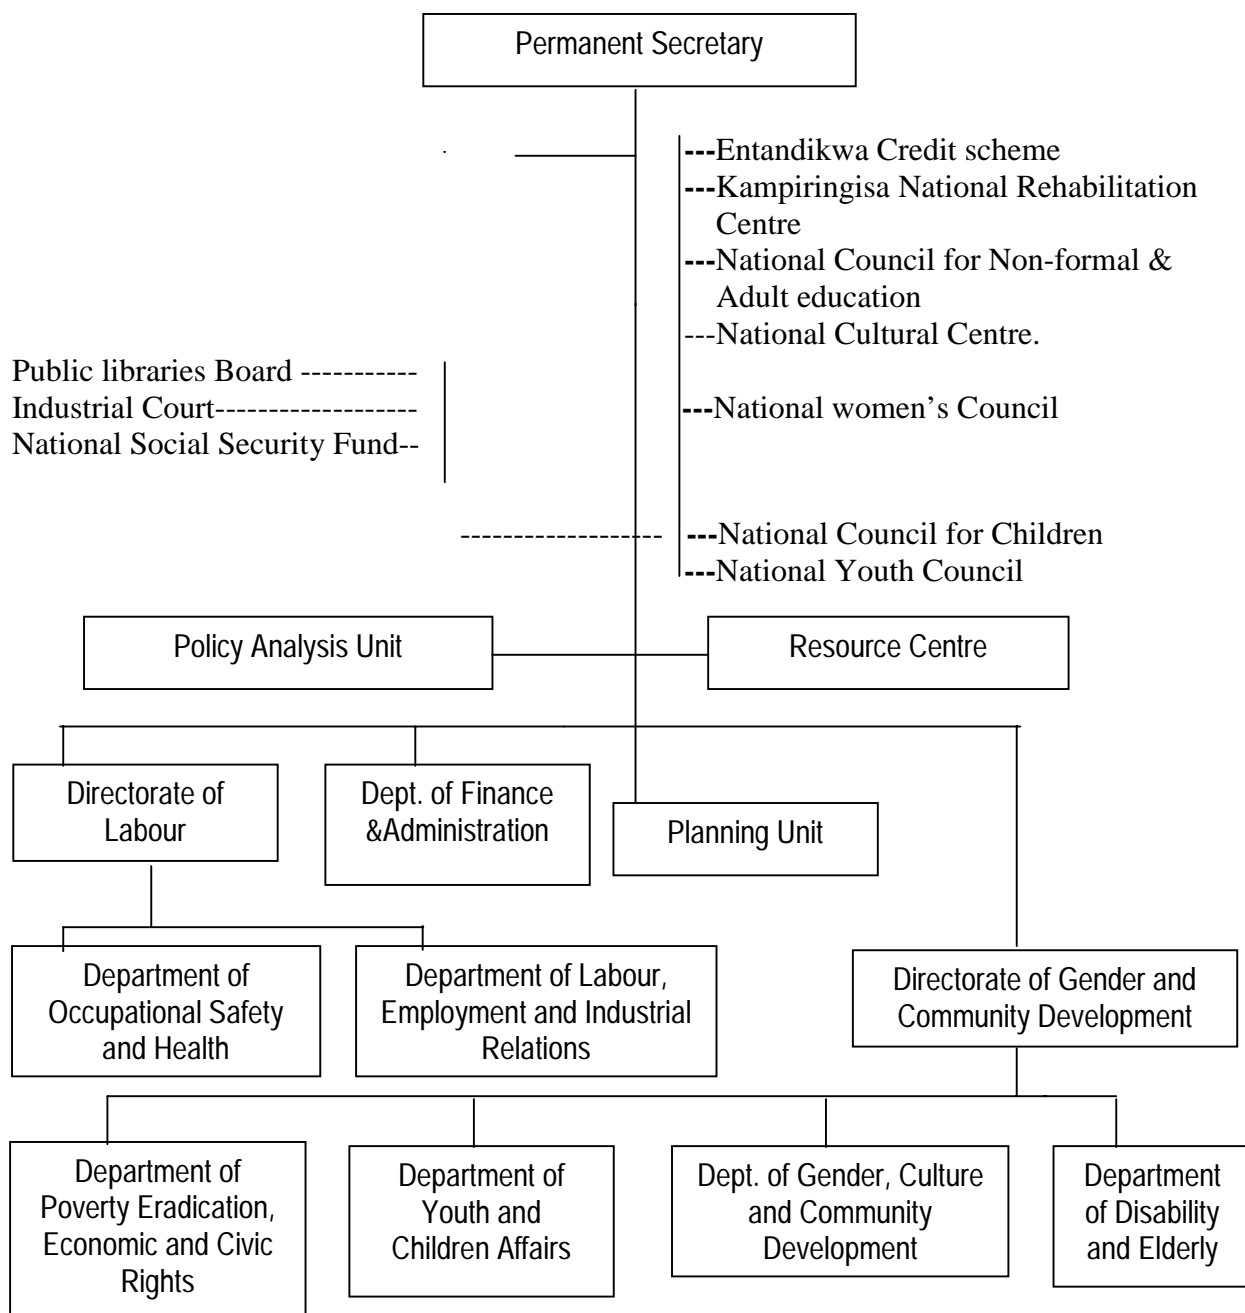 Permanent Secretary
---Entandikwa Credit scheme
---Kampiringisa National Rehabilitation
Centre
---National Council for Non-formal &
Adult education
---National Cultural Centre.
Public libraries Board -----------
Industrial Court-------------------
National Social Security Fund--
---National women’s Council
-------------------
---National Council for Children
---National Youth Council
Policy Analysis Unit
Resource Centre
Directorate of
Labour
Dept. of Finance
&Administration
Planning Unit
Department of
Occupational Safety
and Health
Department of Labour,
Employment and Industrial
Relations
Directorate of Gender and
Community Development
Department of
Poverty Eradication,
Economic and Civic
Rights
Department of
Youth and
Children Affairs
Dept. of Gender, Culture
and Community
Development
Department
of Disability
and Elderly